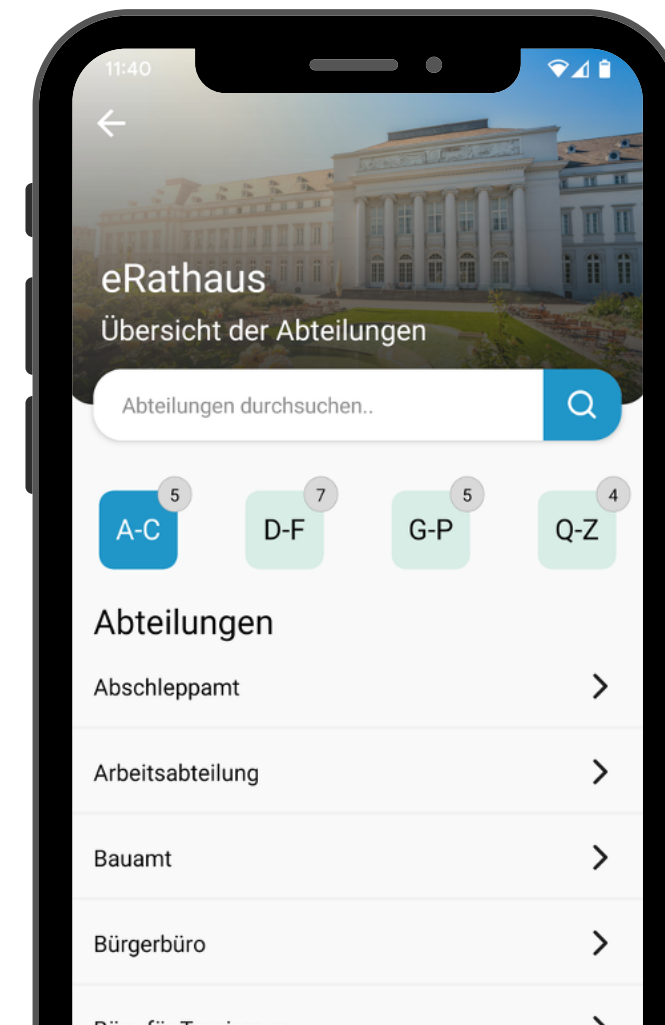 11:40
eRathaus
Übersicht der Abteilungen
Abteilungen durchsuchen..
5 7 5 4
A-C D-F G-P Q-Z
Abteilungen
Abschleppamt
Arbeitsabteilung
Bauamt
Bürgerbüro